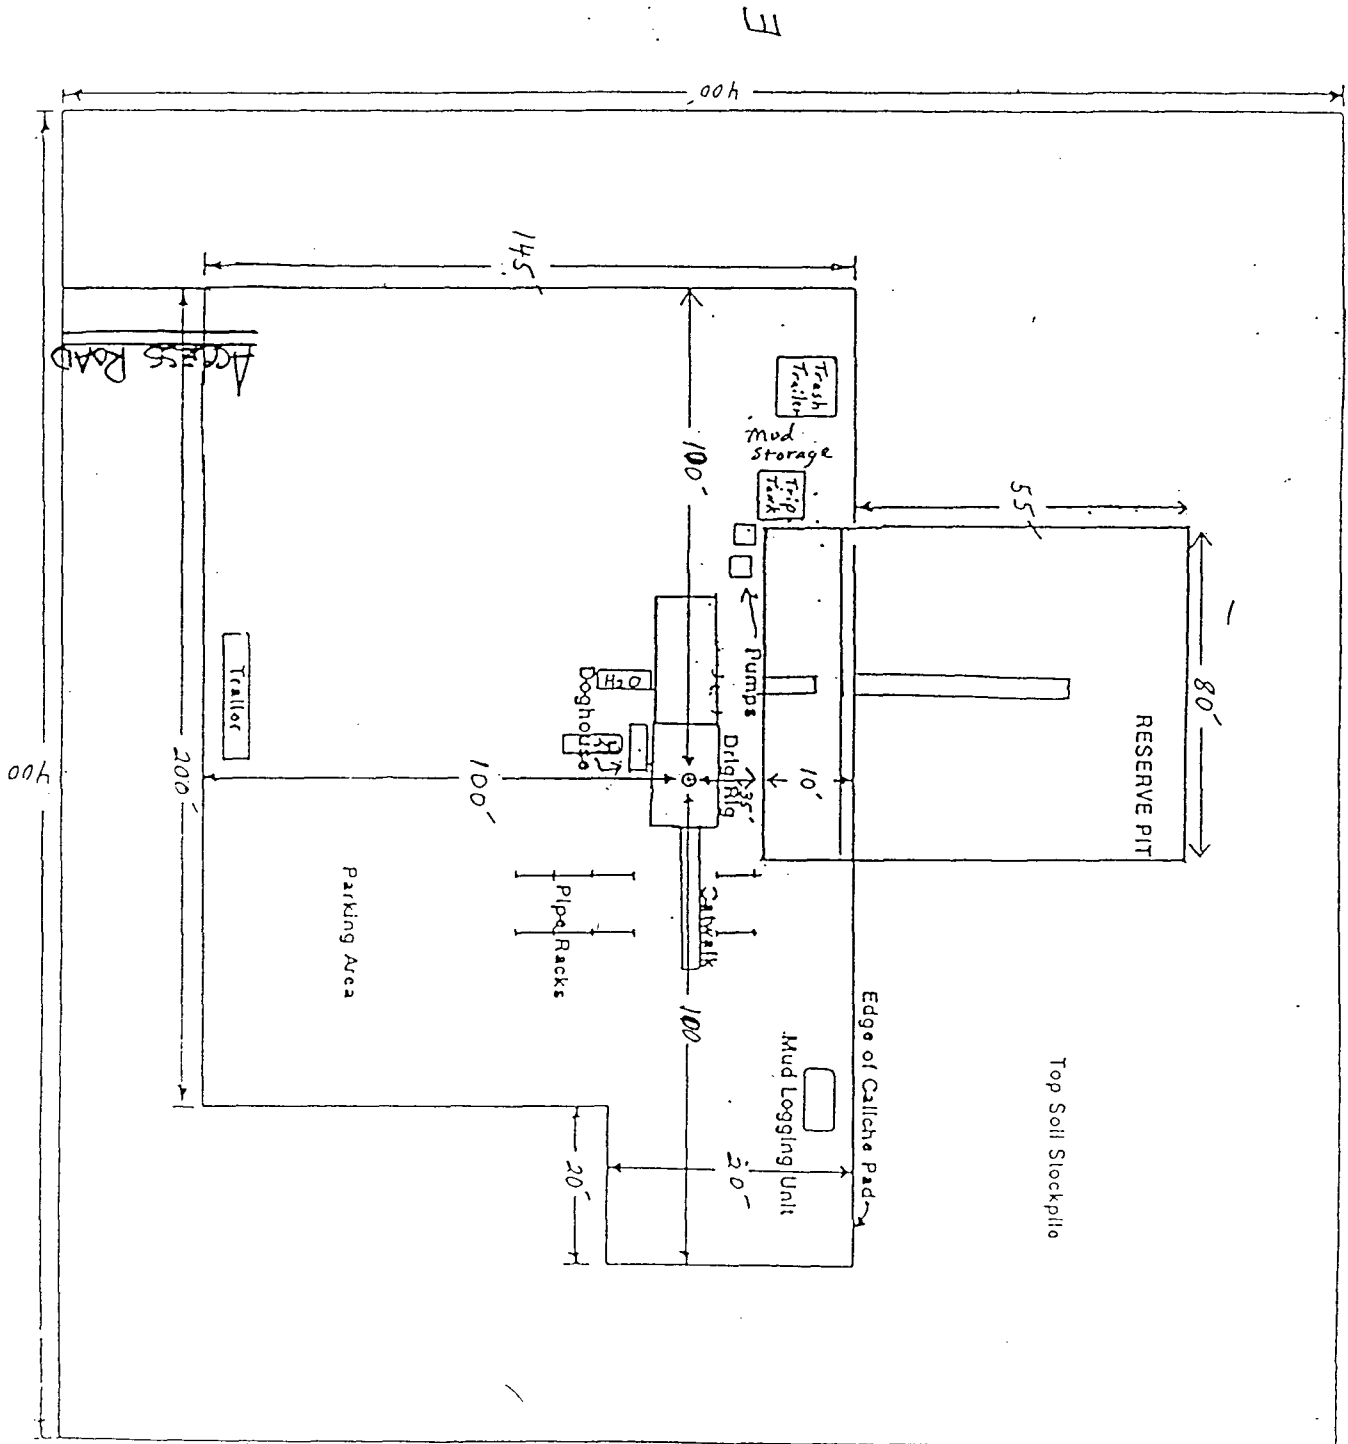 E
400'
145'
ACCESS ROAD
Trash
Trailer
Mud
Storage
Trip
Tank
100'
55'
80'
Pumps
RESERVE PIT
H2O
Doghouse
Drlg Rig
35'
10'
Trailer
200'
100'
400
Catwalk
Pipe Racks
Parking Area
100
Edge of Caliche Pad
Mud Logging Unit
Top Soil Stockpile
20'
20'